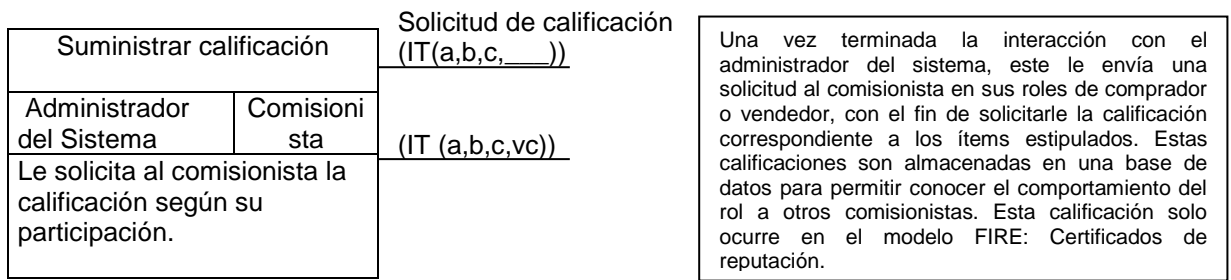 Suministrar calificación
Administrador
del Sistema
Comisioni
sta
Le solicita al comisionista la
calificación según su
participación.
Solicitud de calificación
(IT(a,b,c,___))
(IT (a,b,c,vc))
Una vez terminada la interacción con el
administrador del sistema, este le envía una
solicitud al comisionista en sus roles de comprador
o vendedor, con el fin de solicitarle la calificación
correspondiente a los ítems estipulados. Estas
calificaciones son almacenadas en una base de
datos para permitir conocer el comportamiento del
rol a otros comisionistas. Esta calificación solo
ocurre en el modelo FIRE: Certificados de
reputación.